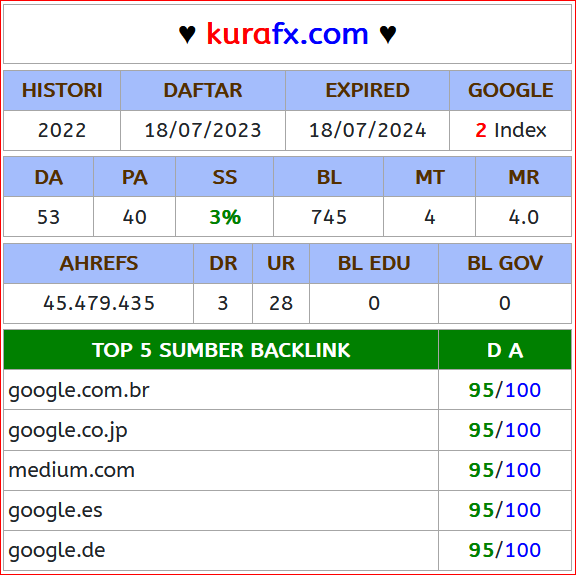 ♥ kurafx.com ♥
HISTORI DAFTAR EXPIRED GOOGLE
2022 18/07/2023 18/07/2024 2 Index
DA PA SS BL MT MR
53 40 3% 745 4 4.0
AHREFS DR UR BL EDU BL GOV
45.479.435 3 28 0 0
TOP 5 SUMBER BACKLINK D A
google.com.br 95/100
google.co.jp 95/100
medium.com 95/100
google.es 95/100
google.de 95/100